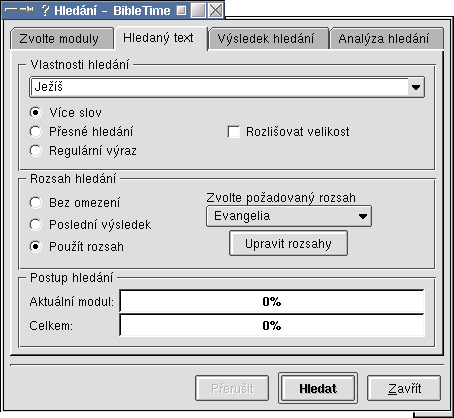 ? Hledání - BibleTime
Zvolte moduly Hledaný text Výsledek hledání Analýza hledání
Vlastnosti hledání
Ježíš
Více slov
Přesné hledání Rozlišovat velikost
Regulární výraz
Rozsah hledání
Bez omezení Zvolte požadovaný rozsah
Poslední výsledek Evangelia
Použít rozsah Upravit rozsahy
Postup hledání
Aktuální modul: 0%
Celkem: 0%
Přerušit Hledat Zavřít